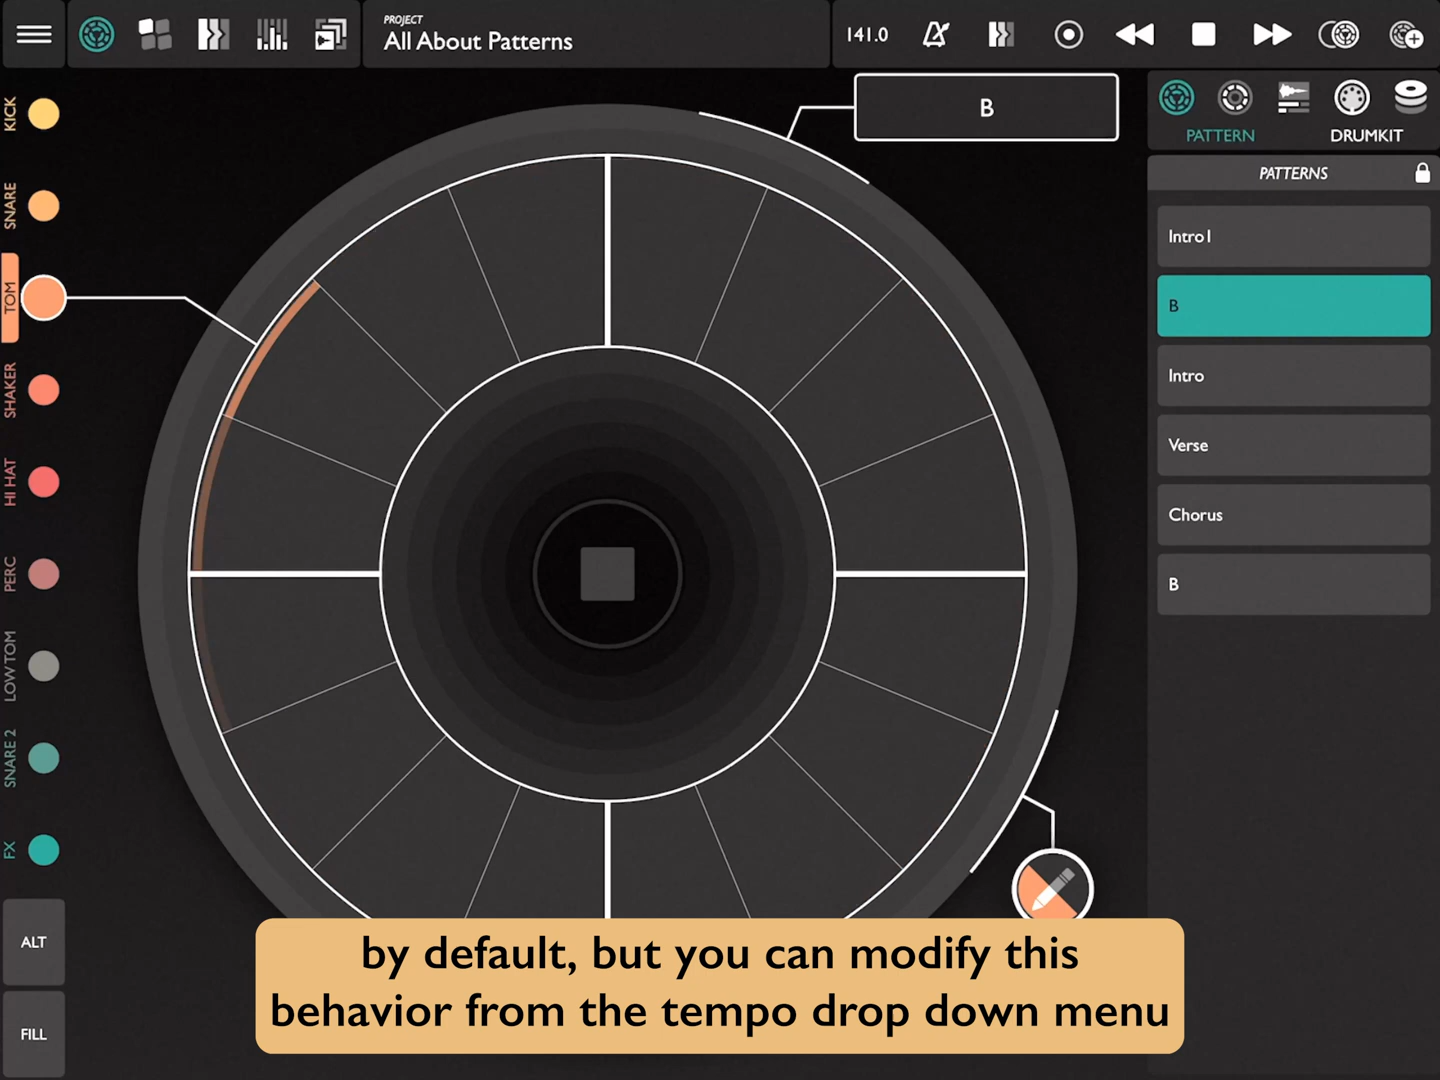 PROJECT
All About Patterns
141.0
B
PATTERN
DRUMKIT
PATTERNS
Intro1
B
Intro
Verse
Chorus
B
KICK
SNARE
TOM
SHAKER
HI HAT
PERC
LOW TOM
SNARE 2
FX
ALT
FILL
by default, but you can modify this
behavior from the tempo drop down menu